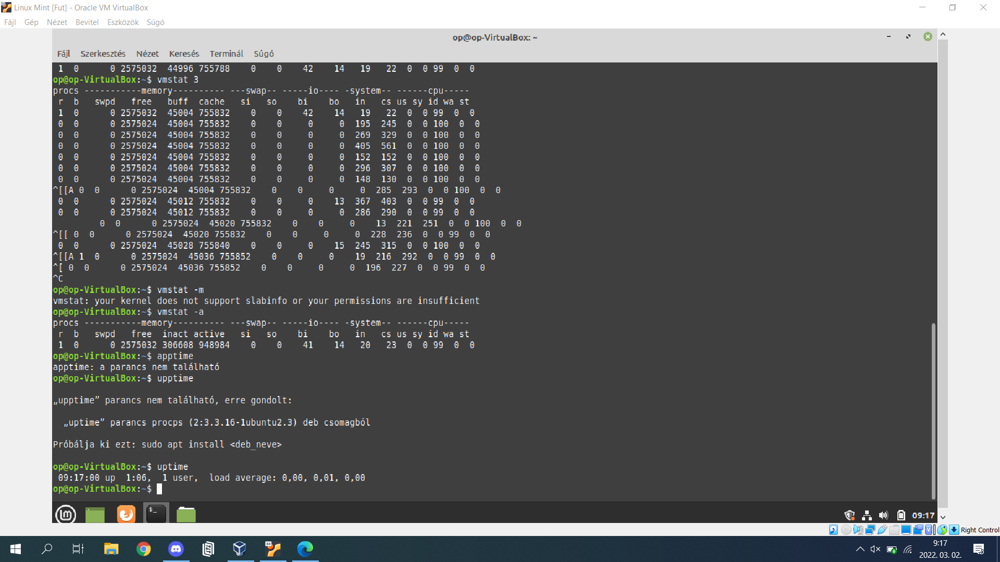 Linux Mint [Fut] - Oracle VM VirtualBox
Fájl Gép Nézet Bevitel Eszközök Súgó
op@op-VirtualBox: ~
Fájl Szerkesztés Nézet Keresés Terminál Súgó
 1  0      0 2575032  44996 755788    0    0    42    14   19   22  0  0 99  0  0
op@op-VirtualBox:~$ vmstat 3
procs -----------memory---------- ---swap-- -----io---- -system-- ------cpu-----
 r  b   swpd   free   buff  cache   si   so    bi    bo   in   cs us sy id wa st
 1  0      0 2575032  45004 755832    0    0    42    14   19   22  0  0 99  0  0
 0  0      0 2575024  45004 755832    0    0     0     0  195  245  0  0 100  0  0
 0  0      0 2575024  45004 755832    0    0     0     0  269  329  0  0 100  0  0
 0  0      0 2575024  45004 755832    0    0     0     0  405  561  0  0 100  0  0
 0  0      0 2575024  45004 755832    0    0     0     0  152  152  0  0 100  0  0
 0  0      0 2575024  45004 755832    0    0     0     0  296  307  0  0 100  0  0
 0  0      0 2575024  45004 755832    0    0     0     0  148  130  0  0 100  0  0
^[[A 0  0      0 2575024  45004 755832    0    0     0     0  285  293  0  0 100  0  0
 0  0      0 2575024  45012 755832    0    0     0    13  367  403  0  0 99  0  0
 0  0      0 2575024  45012 755832    0    0     0     0  286  290  0  0 99  0  0
         0  0      0 2575024  45020 755832    0    0     0    13  221  251  0  0 100  0  0
^[[ 0  0      0 2575024  45020 755832    0    0     0     0  228  236  0  0 99  0  0
 0  0      0 2575024  45028 755840    0    0     0    15  245  315  0  0 100  0  0
^[[A 1  0      0 2575024  45036 755852    0    0     0    19  216  292  0  0 99  0  0
^[ 0  0      0 2575024  45036 755852    0    0     0     0  196  227  0  0 99  0  0
^C
op@op-VirtualBox:~$ vmstat -m
vmstat: your kernel does not support slabinfo or your permissions are insufficient
op@op-VirtualBox:~$ vmstat -a
procs -----------memory---------- ---swap-- -----io---- -system-- ------cpu-----
 r  b   swpd   free  inact active   si   so    bi    bo   in   cs us sy id wa st
 1  0      0 2575032 306608 948984    0    0    41    14   20   23  0  0 99  0  0
op@op-VirtualBox:~$ apptime
apptime: a parancs nem található
op@op-VirtualBox:~$ upptime
„upptime” parancs nem található, erre gondolt:
  „uptime” parancs procps (2:3.3.16-1ubuntu2.3) deb csomagból
Próbálja ki ezt: sudo apt install <deb_neve>
op@op-VirtualBox:~$ uptime
 09:17:00 up  1:06,  1 user,  load average: 0,00, 0,01, 0,00
op@op-VirtualBox:~$
09:17
Right Control
9:17
2022. 03. 02.